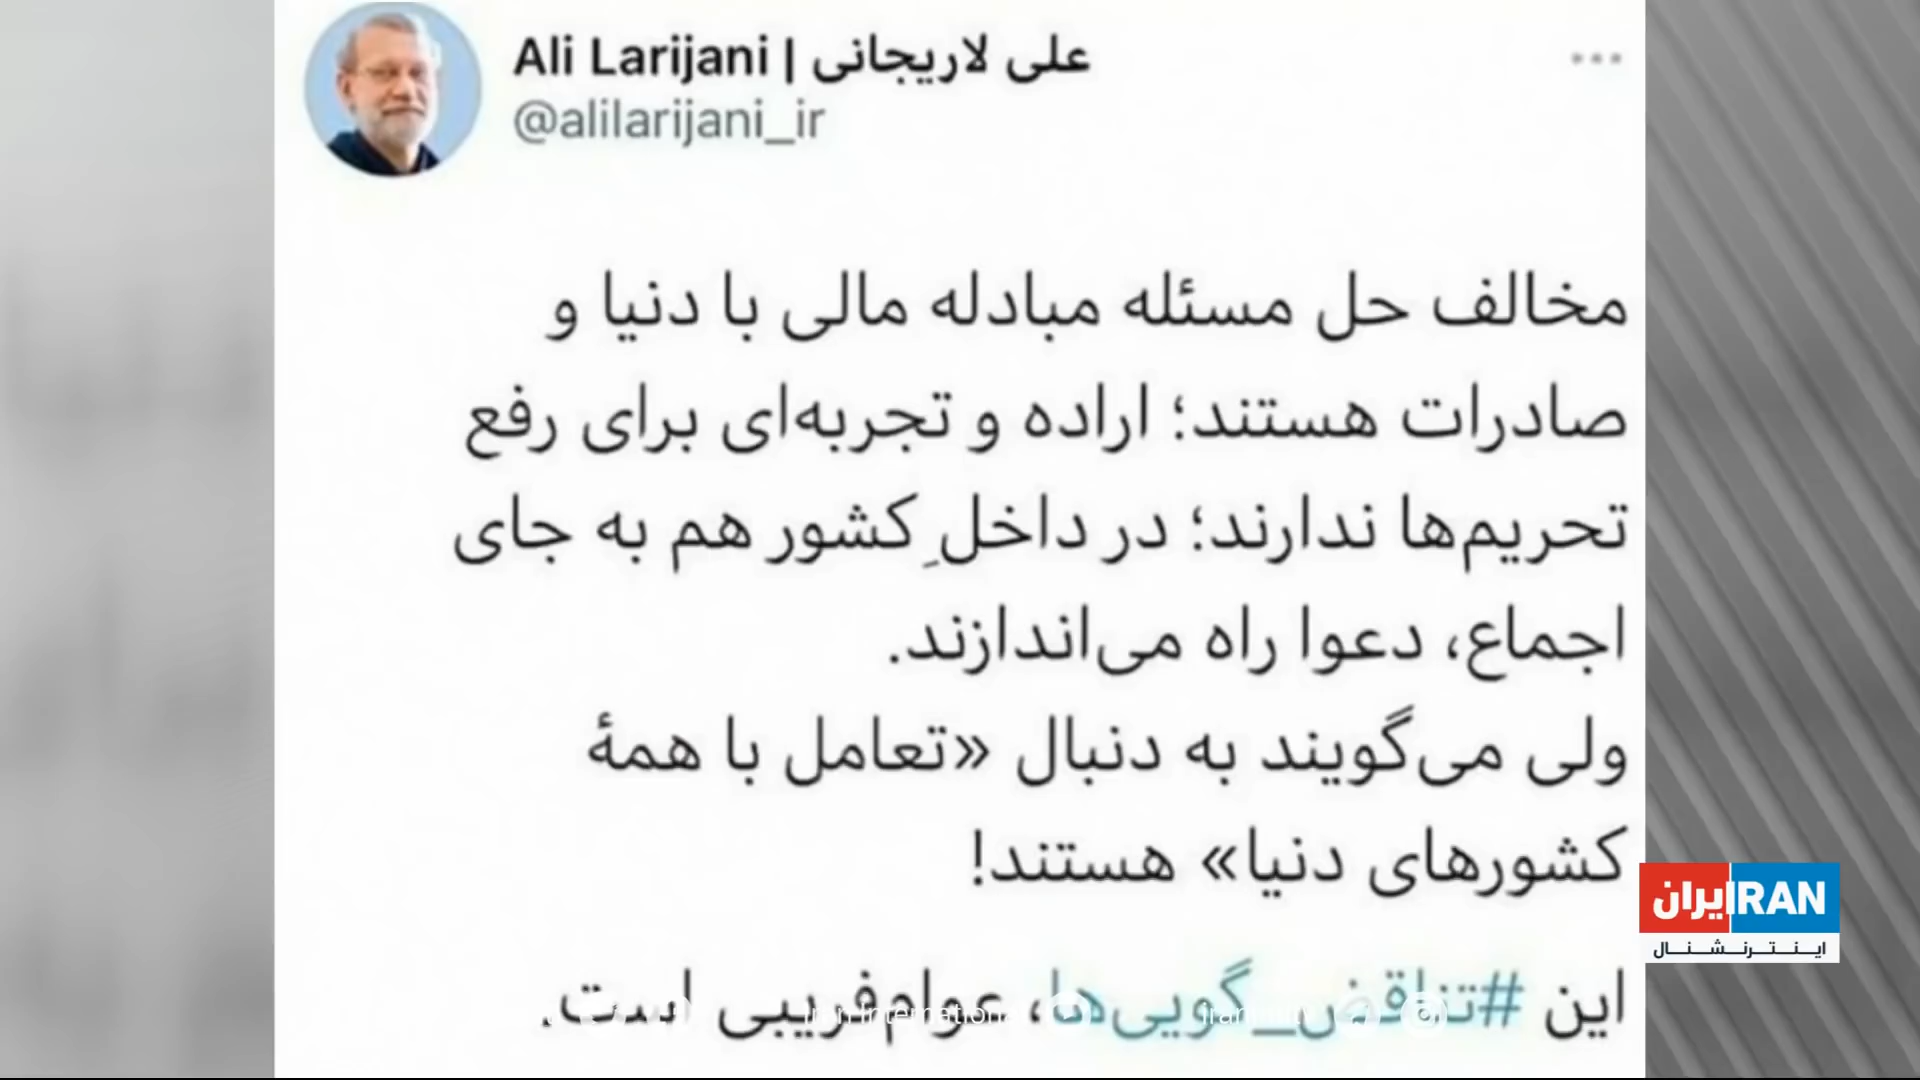 Ali Larijani | علی لاریجانی
@alilarijani_ir
مخالف حل مسئله مبادله مالی با دنیا و
صادرات هستند؛ اراده و تجربه‌ای برای رفع
تحریم‌ها ندارند؛ در داخلِ کشور هم به جای
اجماع، دعوا راه می‌اندازند.
ولی می‌گویند به دنبال «تعامل با همهٔ
کشورهای دنیا» هستند!
این #تناقض_گویی‌ها، عوام‌فریبی است.
ایران IRAN
اینترنشنال